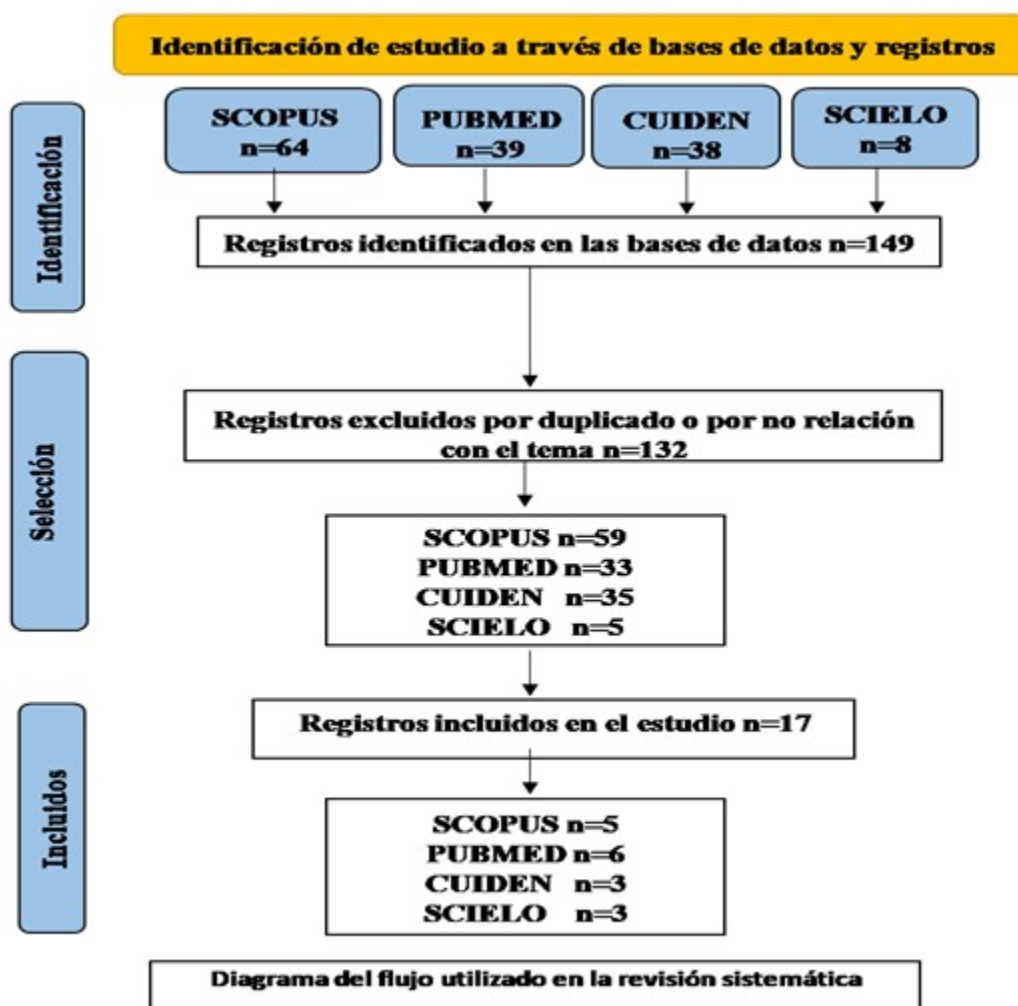 Identificación de estudio a través de bases de datos y registros
Identificación
SCOPUS
n=64
PUBMED
n=39
CUIDEN
n=38
SCIELO
n=8
Registros identificados en las bases de datos n=149
Selección
Registros excluidos por duplicado o por no relación
con el tema n=132
SCOPUS n=59
PUBMED n=33
CUIDEN n=35
SCIELO n=5
Incluidos
Registros incluidos en el estudio n=17
SCOPUS n=5
PUBMED n=6
CUIDEN n=3
SCIELO n=3
Diagrama del flujo utilizado en la revisión sistemática